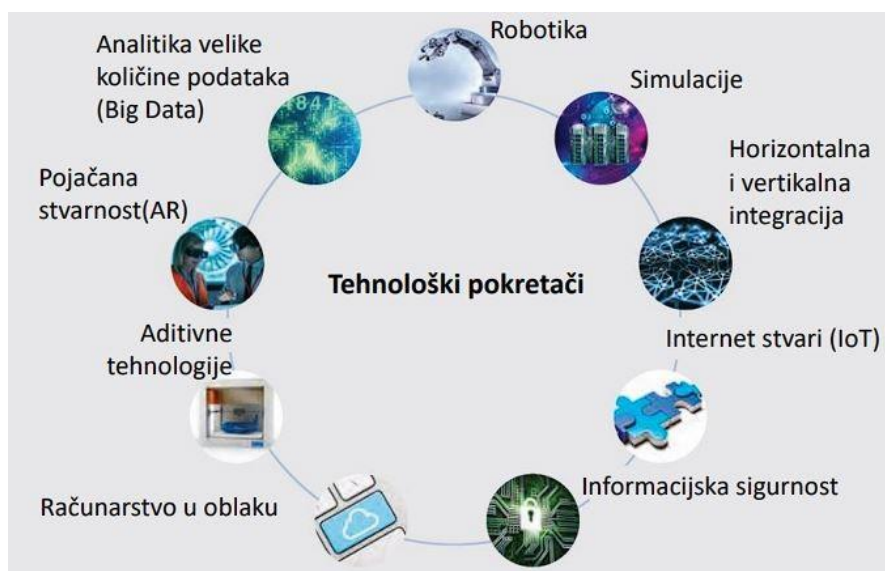 Robotika
Analitika velike
količine podataka
(Big Data)
Simulacije
Horizontalna
i vertikalna
integracija
Pojačana
stvarnost(AR)
Tehnološki pokretači
Aditivne
tehnologije
Internet stvari (IoT)
Informacijska sigurnost
Računarstvo u oblaku